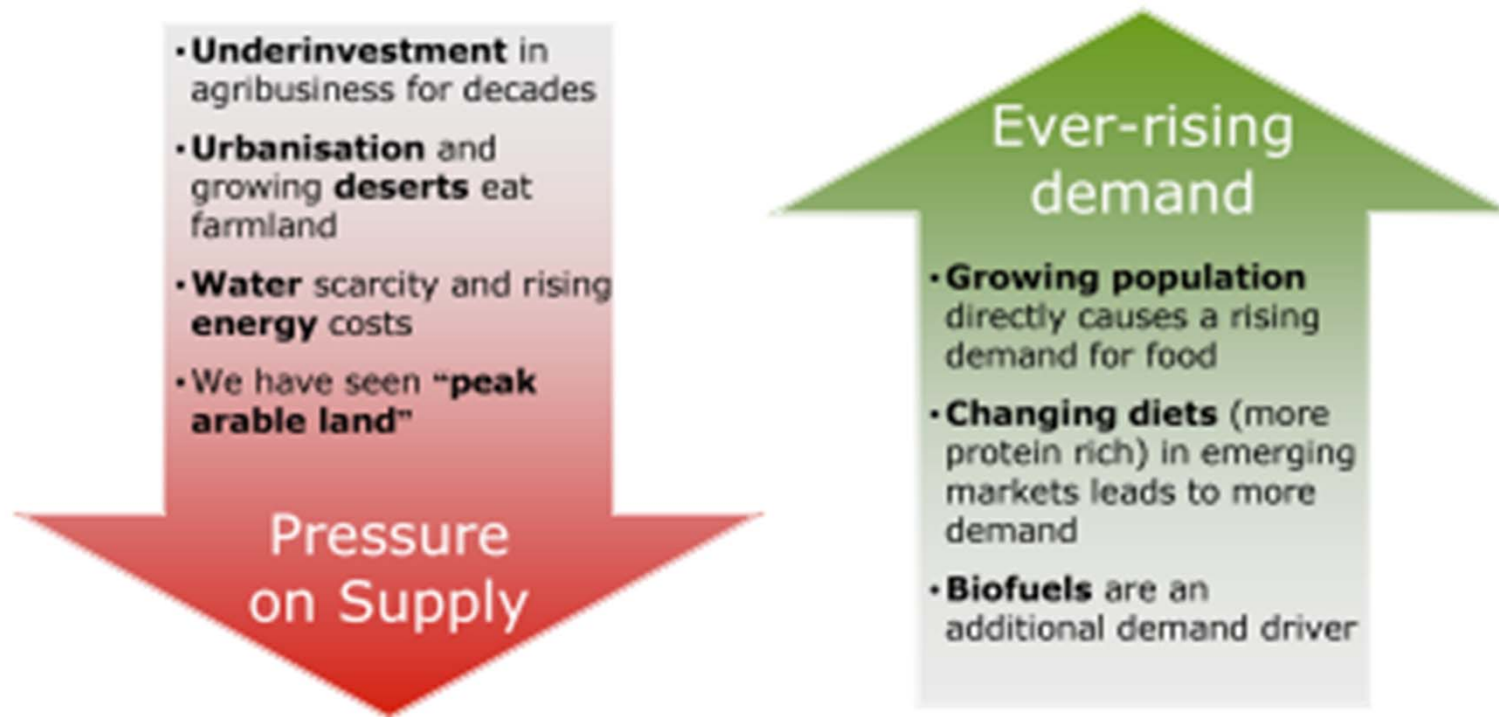 •Underinvestment in
agribusiness for decades
•Urbanisation and
growing deserts eat
farmland
•Water scarcity and rising
energy costs
•We have seen “peak
arable land”
Pressure
on Supply
Ever-rising
demand
•Growing population
directly causes a rising
demand for food
•Changing diets (more
protein rich) in emerging
markets leads to more
demand
•Biofuels are an
additional demand driver